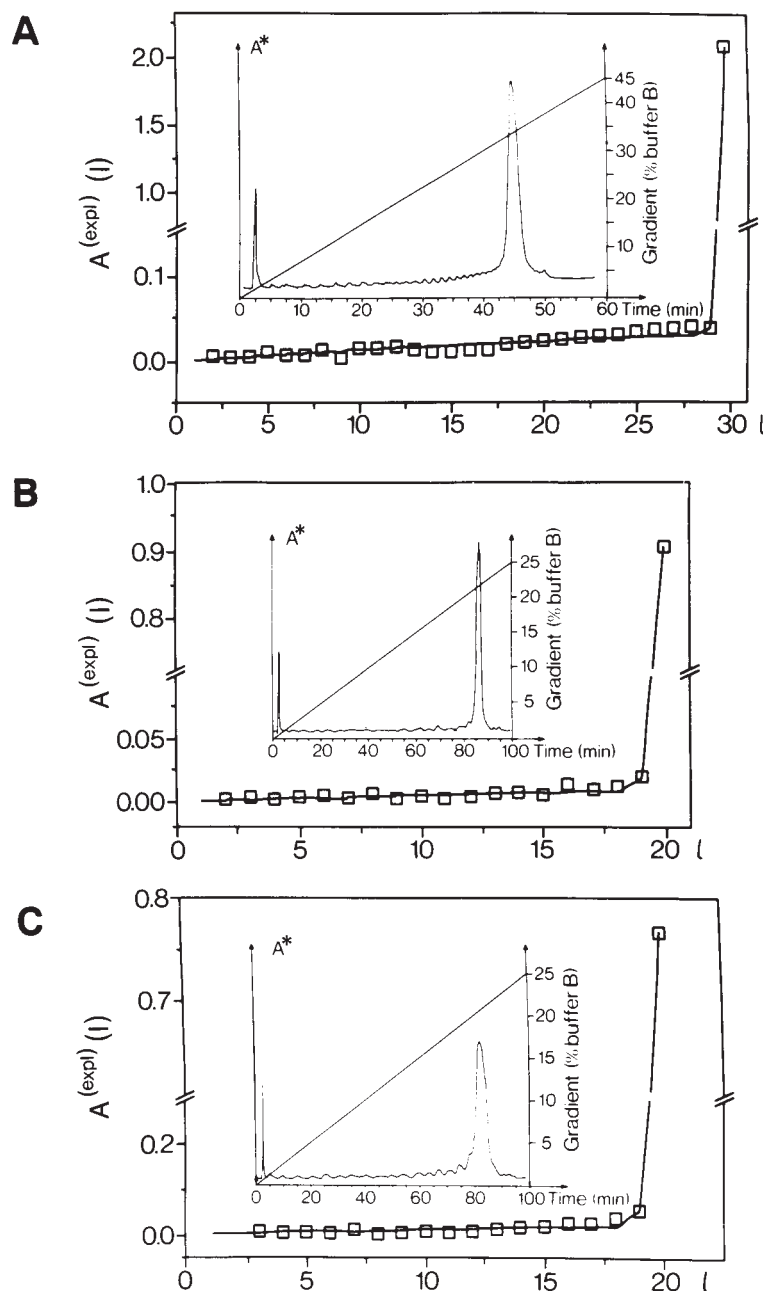 A
A(expl) (l)
2.0
1.5
1.0
0.1
0.0
0 5 10 15 20 25 30 l
A*
45
40
30
20
10
Gradient (% buffer B)
0 10 20 30 40 50 60 Time (min)
B
A(expl) (l)
1.0
0.9
0.8
0.05
0.00
0 5 10 15 20 l
A*
25
20
15
10
5
Gradient (% buffer B)
0 20 40 60 80 100 Time (min)
C
A(expl) (l)
0.8
0.7
0.2
0.0
0 5 10 15 20 l
A*
25
20
15
10
5
Gradient (% buffer B)
0 20 40 60 80 100 Time (min)